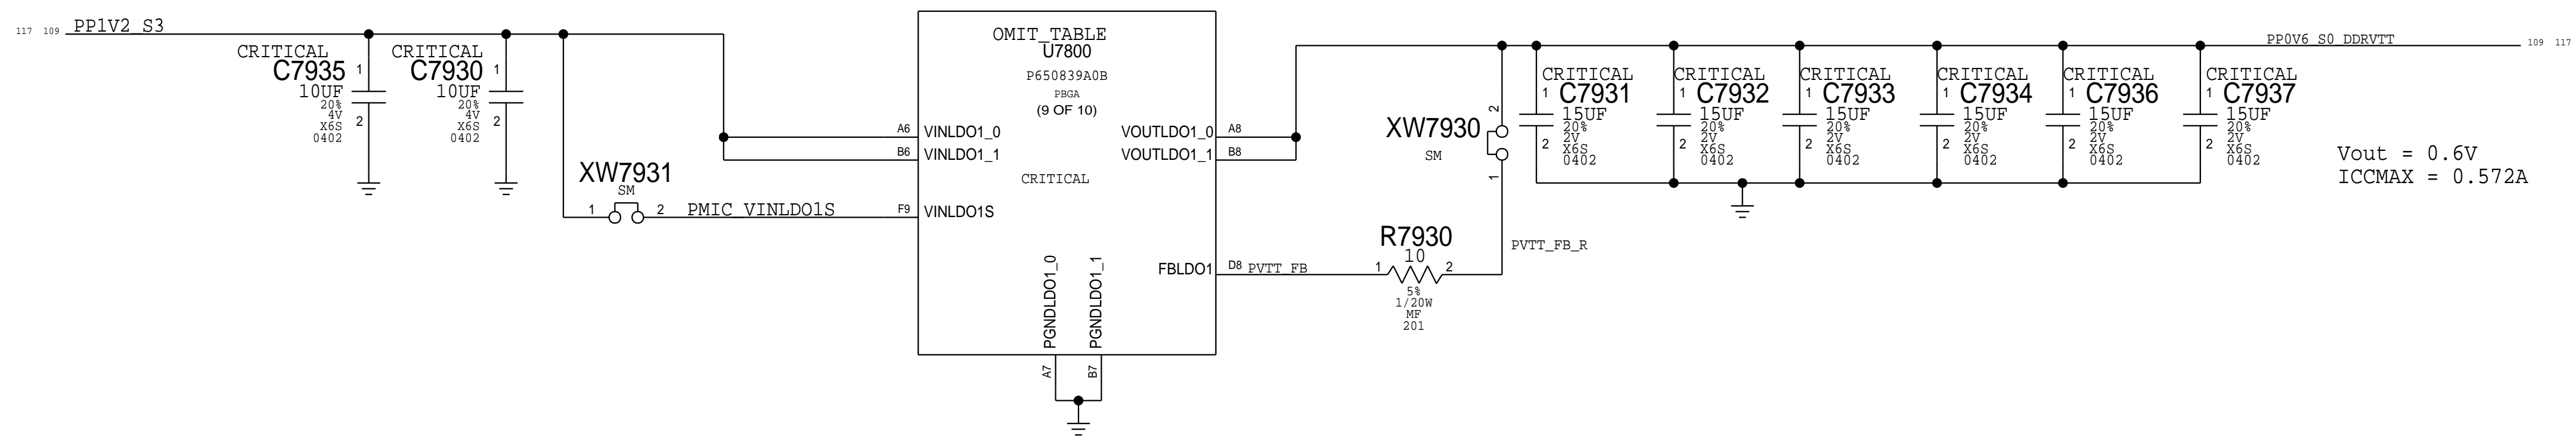 117 109 PP1V2_S3
CRITICAL
C7935
1
10UF
20%
4V
X6S
0402
2
CRITICAL
C7930
1
10UF
20%
4V
X6S
0402
2
XW7931
SM
1 2 PMIC_VINLDO1S
OMIT_TABLE
U7800
P650839A0B
PBGA
(9 OF 10)
A6 VINLDO1_0
B6 VINLDO1_1
CRITICAL
F9 VINLDO1S
VOUTLDO1_0 A8
VOUTLDO1_1 B8
FBLDO1 D8 PVTT_FB
PGNDLDO1_0
PGNDLDO1_1
A7
B7
R7930
10
1 2
5%
1/20W
MF
201
XW7930
SM
2
1
PVTT_FB_R
PP0V6_S0_DDRVTT 109 117
CRITICAL
1 C7931
15UF
20%
2V
X6S
0402
2
CRITICAL
1 C7932
15UF
20%
2V
X6S
0402
2
CRITICAL
1 C7933
15UF
20%
2V
X6S
0402
2
CRITICAL
1 C7934
15UF
20%
2V
X6S
0402
2
CRITICAL
1 C7936
15UF
20%
2V
X6S
0402
2
CRITICAL
1 C7937
15UF
20%
2V
X6S
0402
2
Vout = 0.6V
ICCMAX = 0.572A